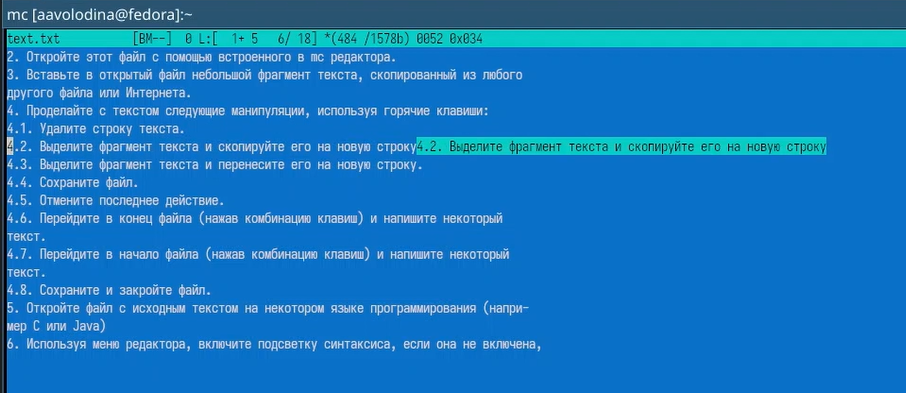 mc [aavolodina@fedora]:~
text.txt [BM--] 0 L:[ 1+ 5 6/ 18] *(484 /1578b) 0052 0x034
2. Откройте этот файл с помощью встроенного в mc редактора.
3. Вставьте в открытый файл небольшой фрагмент текста, скопированный из любого
другого файла или Интернета.
4. Проделайте с текстом следующие манипуляции, используя горячие клавиши:
4.1. Удалите строку текста.
4.2. Выделите фрагмент текста и скопируйте его на новую строку4.2. Выделите фрагмент текста и скопируйте его на новую строку
4.3. Выделите фрагмент текста и перенесите его на новую строку.
4.4. Сохраните файл.
4.5. Отмените последнее действие.
4.6. Перейдите в конец файла (нажав комбинацию клавиш) и напишите некоторый
текст.
4.7. Перейдите в начало файла (нажав комбинацию клавиш) и напишите некоторый
текст.
4.8. Сохраните и закройте файл.
5. Откройте файл с исходным текстом на некотором языке программирования (напри-
мер C или Java)
6. Используя меню редактора, включите подсветку синтаксиса, если она не включена,